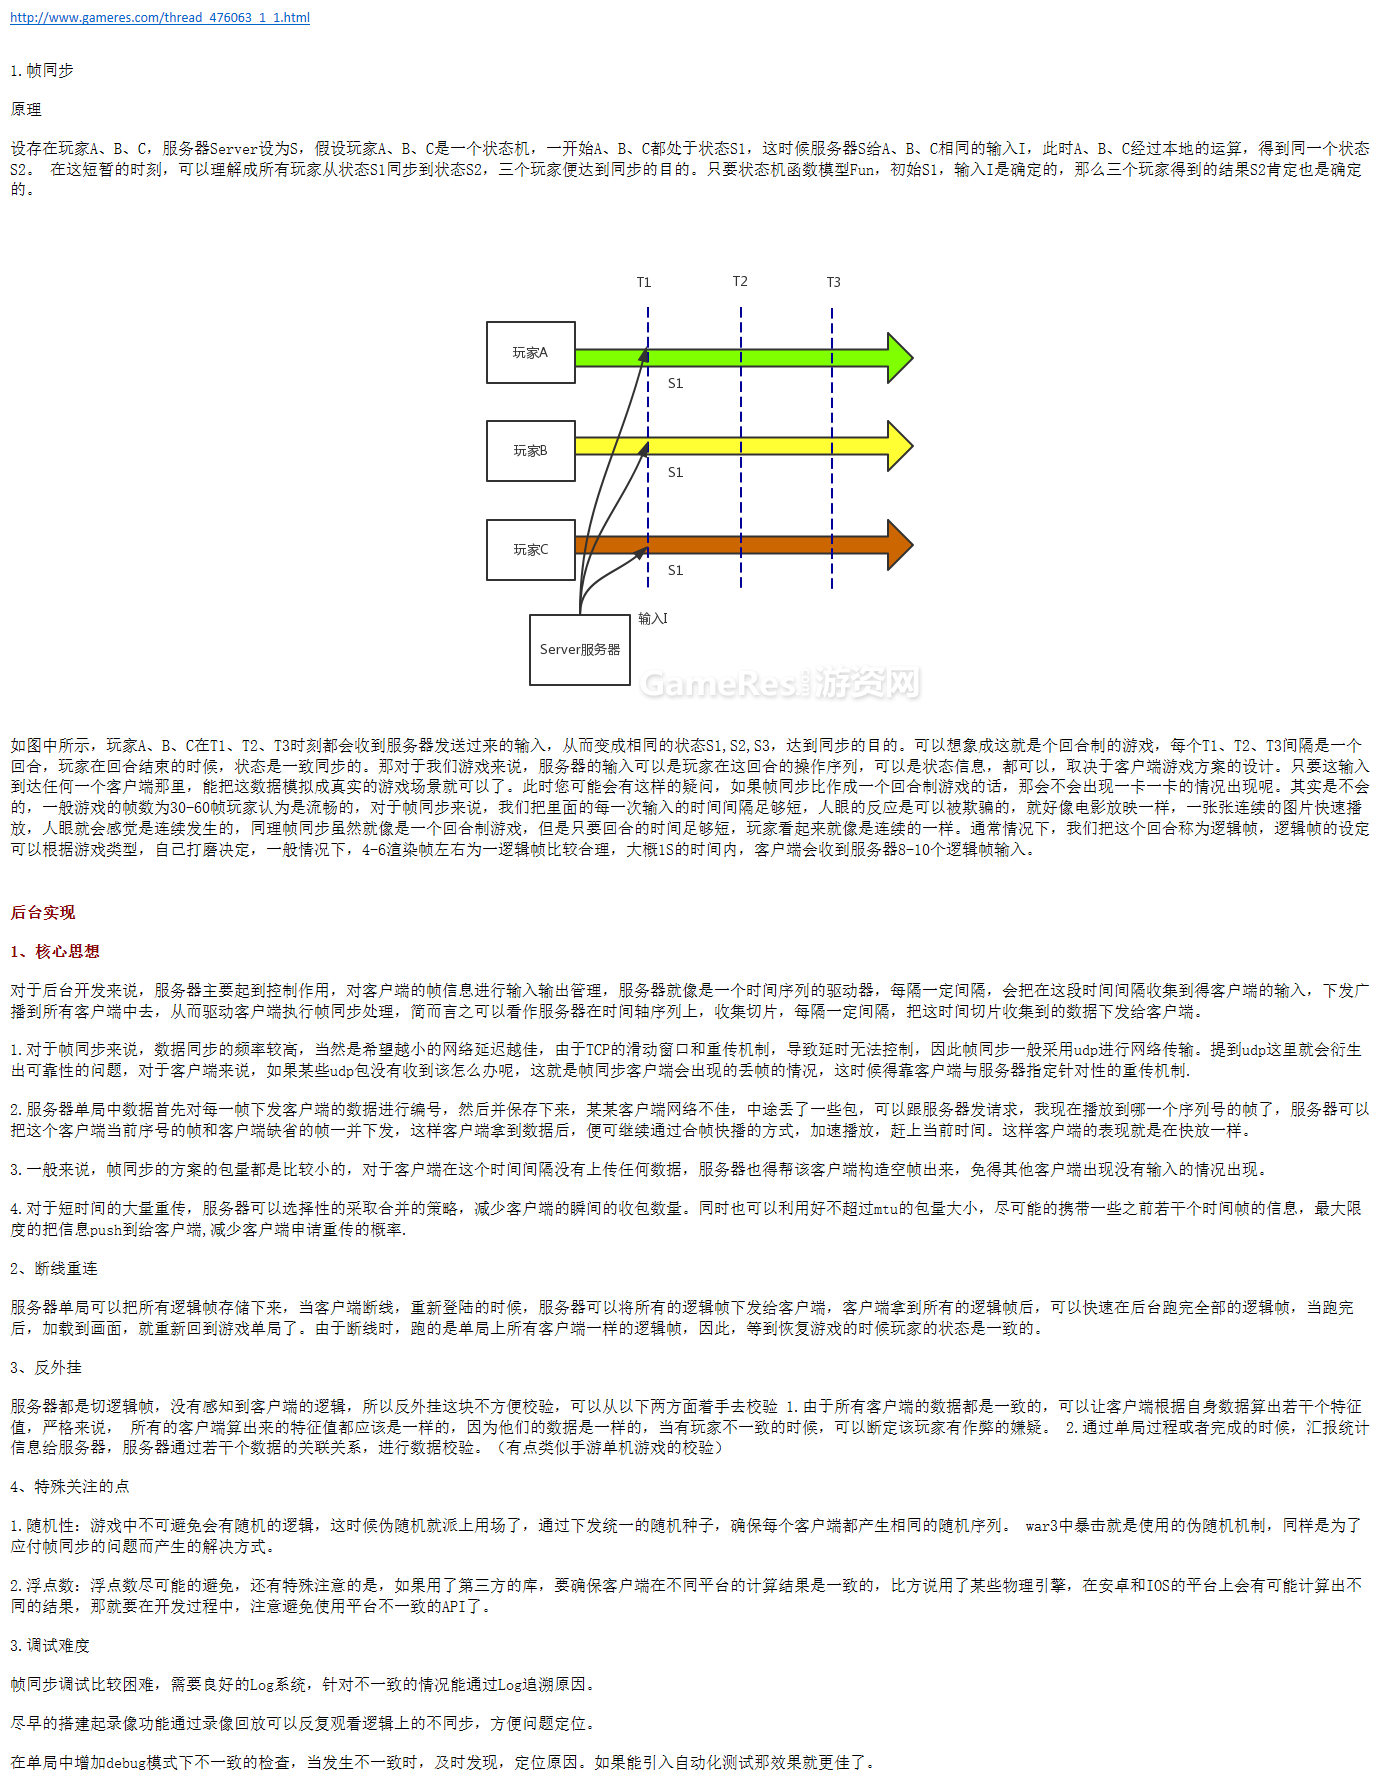 http://www.gameres.com/thread_476063_1_1.html
1.帧同步
原理
设存在玩家A、B、C，服务器Server设为S，假设玩家A、B、C是一个状态机，一开始A、B、C都处于状态S1，这时候服务器S给A、B、C相同的输入I，此时A、B、C经过本地的运算，得到同一个状态
S2。 在这短暂的时刻，可以理解成所有玩家从状态S1同步到状态S2，三个玩家便达到同步的目的。只要状态机函数模型Fun，初始S1，输入I是确定的，那么三个玩家得到的结果S2肯定也是确定
的。
T1
T2
T3
玩家A
S1
玩家B
S1
玩家C
S1
输入I
Server服务器
GameRes游资网
如图中所示，玩家A、B、C在T1、T2、T3时刻都会收到服务器发送过来的输入，从而变成相同的状态S1,S2,S3，达到同步的目的。可以想象成这就是个回合制的游戏，每个T1、T2、T3间隔是一个
回合，玩家在回合结束的时候，状态是一致同步的。那对于我们游戏来说，服务器的输入可以是玩家在这回合的操作序列，可以是状态信息，都可以，取决于客户端游戏方案的设计。只要这输入
到达任何一个客户端那里，能把这数据模拟成真实的游戏场景就可以了。此时您可能会有这样的疑问，如果帧同步比作成一个回合制游戏的话，那会不会出现一卡一卡的情况出现呢。其实是不会
的，一般游戏的帧数为30-60帧玩家认为是流畅的，对于帧同步来说，我们把里面的每一次输入的时间间隔足够短，人眼的反应是可以被欺骗的，就好像电影放映一样，一张张连续的图片快速播
放，人眼就会感觉是连续发生的，同理帧同步虽然就像是一个回合制游戏，但是只要回合的时间足够短，玩家看起来就像是连续的一样。通常情况下，我们把这个回合称为逻辑帧，逻辑帧的设定
可以根据游戏类型，自己打磨决定，一般情况下，4-6渲染帧左右为一逻辑帧比较合理，大概1S的时间内，客户端会收到服务器8-10个逻辑帧输入。
后台实现
1、核心思想
对于后台开发来说，服务器主要起到控制作用，对客户端的帧信息进行输入输出管理，服务器就像是一个时间序列的驱动器，每隔一定间隔，会把在这段时间间隔收集到得客户端的输入，下发广
播到所有客户端中去，从而驱动客户端执行帧同步处理，简而言之可以看作服务器在时间轴序列上，收集切片，每隔一定间隔，把这时间切片收集到的数据下发给客户端。
1.对于帧同步来说，数据同步的频率较高，当然是希望越小的网络延迟越佳，由于TCP的滑动窗口和重传机制，导致延时无法控制，因此帧同步一般采用udp进行网络传输。提到udp这里就会衍生
出可靠性的问题，对于客户端来说，如果某些udp包没有收到该怎么办呢，这就是帧同步客户端会出现的丢帧的情况，这时候得靠客户端与服务器指定针对性的重传机制.
2.服务器单局中数据首先对每一帧下发客户端的数据进行编号，然后并保存下来，某某客户端网络不佳，中途丢了一些包，可以跟服务器发请求，我现在播放到哪一个序列号的帧了，服务器可以
把这个客户端当前序号的帧和客户端缺省的帧一并下发，这样客户端拿到数据后，便可继续通过合帧快播的方式，加速播放，赶上当前时间。这样客户端的表现就是在快放一样。
3.一般来说，帧同步的方案的包量都是比较小的，对于客户端在这个时间间隔没有上传任何数据，服务器也得帮该客户端构造空帧出来，免得其他客户端出现没有输入的情况出现。
4.对于短时间的大量重传，服务器可以选择性的采取合并的策略，减少客户端的瞬间的收包数量。同时也可以利用好不超过mtu的包量大小，尽可能的携带一些之前若干个时间帧的信息，最大限
度的把信息push到给客户端,减少客户端申请重传的概率.
2、断线重连
服务器单局可以把所有逻辑帧存储下来，当客户端断线，重新登陆的时候，服务器可以将所有的逻辑帧下发给客户端，客户端拿到所有的逻辑帧后，可以快速在后台跑完全部的逻辑帧，当跑完
后，加载到画面，就重新回到游戏单局了。由于断线时，跑的是单局上所有客户端一样的逻辑帧，因此，等到恢复游戏的时候玩家的状态是一致的。
3、反外挂
服务器都是切逻辑帧，没有感知到客户端的逻辑，所以反外挂这块不方便校验，可以从以下两方面着手去校验 1.由于所有客户端的数据都是一致的，可以让客户端根据自身数据算出若干个特征
值，严格来说， 所有的客户端算出来的特征值都应该是一样的，因为他们的数据是一样的，当有玩家不一致的时候，可以断定该玩家有作弊的嫌疑。 2.通过单局过程或者完成的时候，汇报统计
信息给服务器，服务器通过若干个数据的关联关系，进行数据校验。（有点类似手游单机游戏的校验）
4、特殊关注的点
1.随机性：游戏中不可避免会有随机的逻辑，这时候伪随机就派上用场了，通过下发统一的随机种子，确保每个客户端都产生相同的随机序列。 war3中暴击就是使用的伪随机机制，同样是为了
应付帧同步的问题而产生的解决方式。
2.浮点数：浮点数尽可能的避免，还有特殊注意的是，如果用了第三方的库，要确保客户端在不同平台的计算结果是一致的，比方说用了某些物理引擎，在安卓和IOS的平台上会有可能计算出不
同的结果，那就要在开发过程中，注意避免使用平台不一致的API了。
3.调试难度
帧同步调试比较困难，需要良好的Log系统，针对不一致的情况能通过Log追溯原因。
尽早的搭建起录像功能通过录像回放可以反复观看逻辑上的不同步，方便问题定位。
在单局中增加debug模式下不一致的检查，当发生不一致时，及时发现，定位原因。如果能引入自动化测试那效果就更佳了。